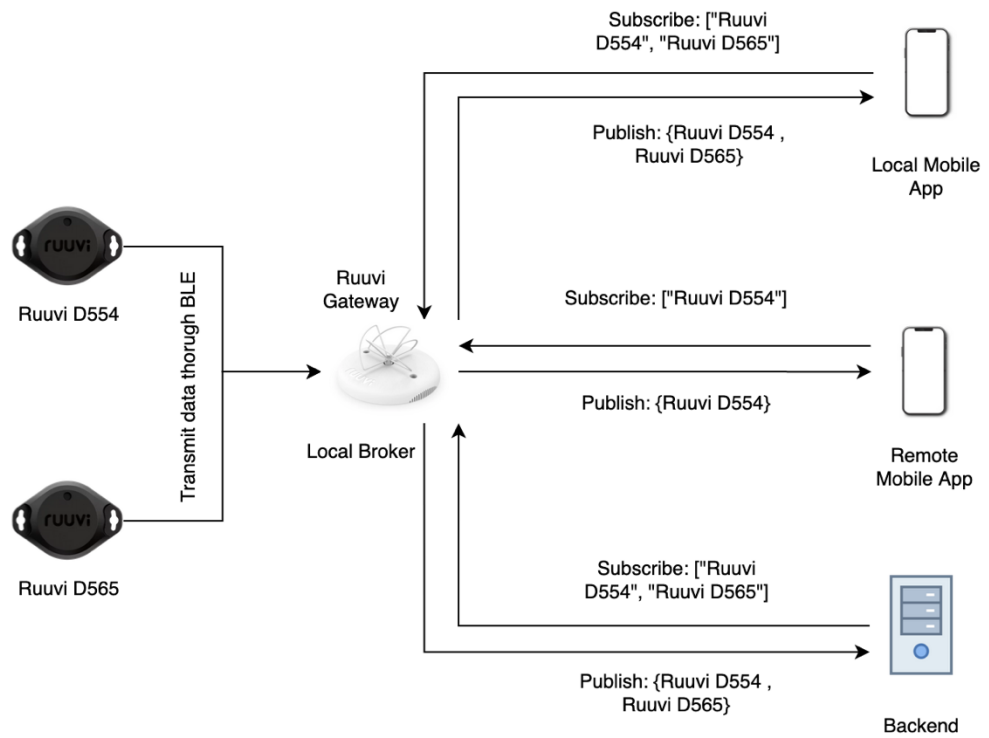 Subscribe: ["Ruuvi
D554", "Ruuvi D565"]
Publish: {Ruuvi D554 ,
Ruuvi D565}
Local Mobile
App
ruuvi
Ruuvi D554
Transmit data thorugh BLE
Ruuvi
Gateway
ruuvi
Local Broker
Subscribe: ["Ruuvi D554"]
Publish: {Ruuvi D554}
Remote
Mobile App
ruuvi
Ruuvi D565
Subscribe: ["Ruuvi
D554", "Ruuvi D565"]
Publish: {Ruuvi D554 ,
Ruuvi D565}
Backend